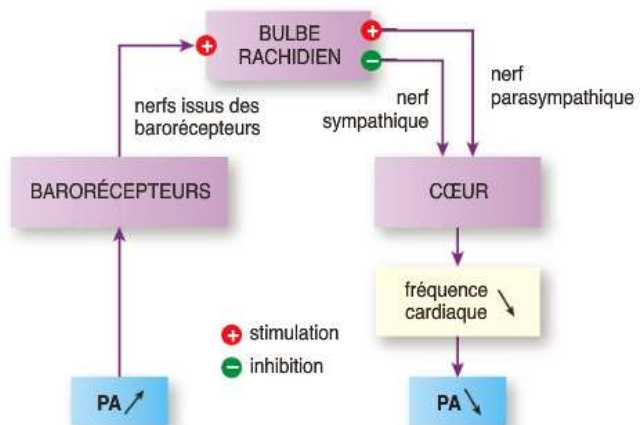 BULBE
RACHIDIEN
+
+
−
nerfs issus des
barorécepteurs
nerf
sympathique
nerf
parasympathique
BARORÉCEPTEURS
CŒUR
fréquence
cardiaque ↘
+ stimulation
− inhibition
PA ↗
PA ↘